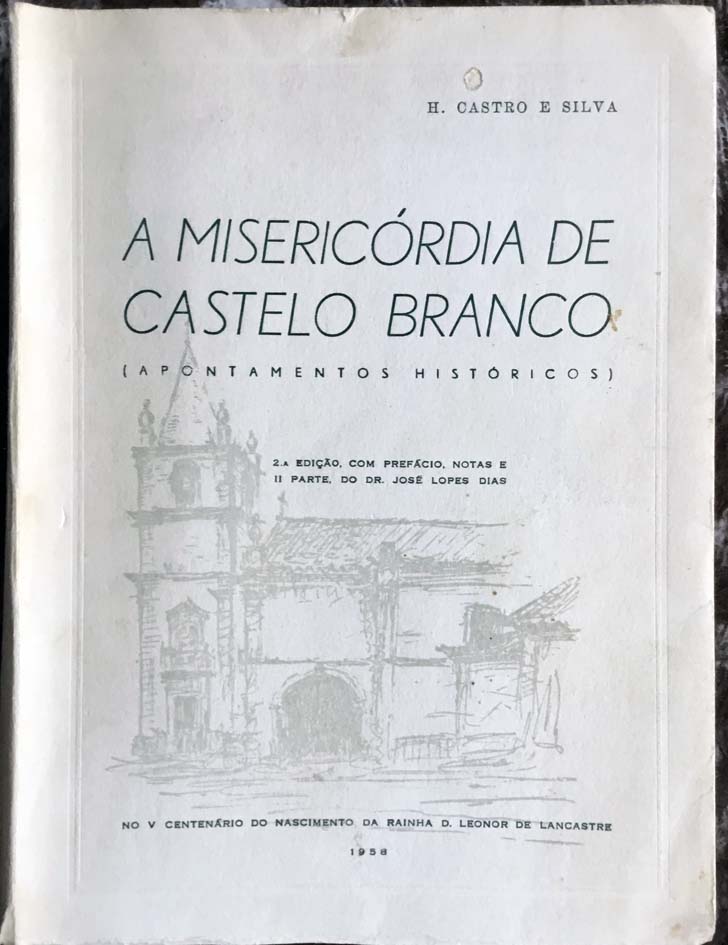 H. CASTRO E SILVA
A MISERICÓRDIA DE
CASTELO BRANCO
(APONTAMENTOS HISTÓRICOS)
2.A EDIÇÃO, COM PREFÁCIO, NOTAS E
II PARTE, DO DR. JOSÉ LOPES DIAS
NO V CENTENÁRIO DO NASCIMENTO DA RAINHA D. LEONOR DE LANCASTRE
1958